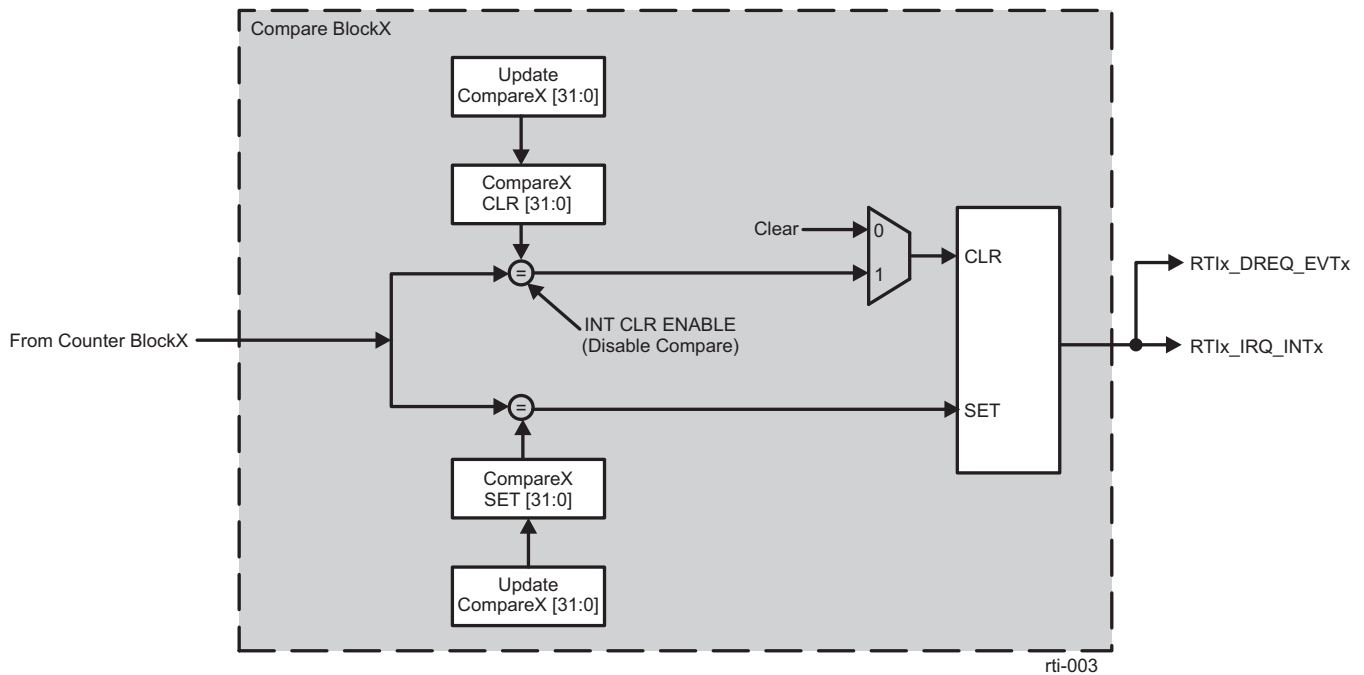 Compare BlockX
Update
CompareX [31:0]
CompareX
CLR [31:0]
Clear
0
1
CLR
=
INT CLR ENABLE
(Disable Compare)
From Counter BlockX
RTIx_DREQ_EVTx
RTIx_IRQ_INTx
=
SET
CompareX
SET [31:0]
Update
CompareX [31:0]
rti-003